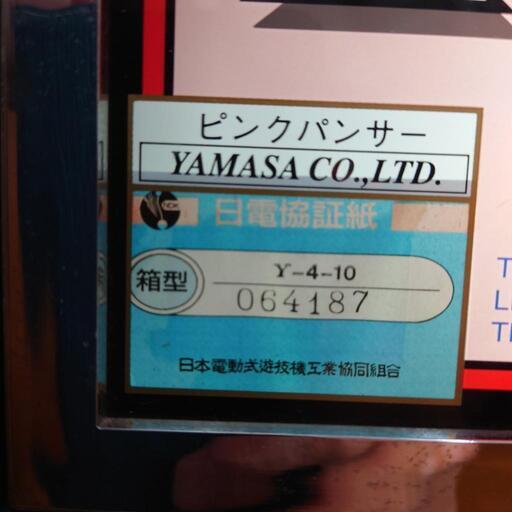 ピンクパンサー
YAMASA CO.,LTD.
日電協証紙
箱型
Y-4-10
064187
日本電動式遊技機工業協同組合
T
L
T